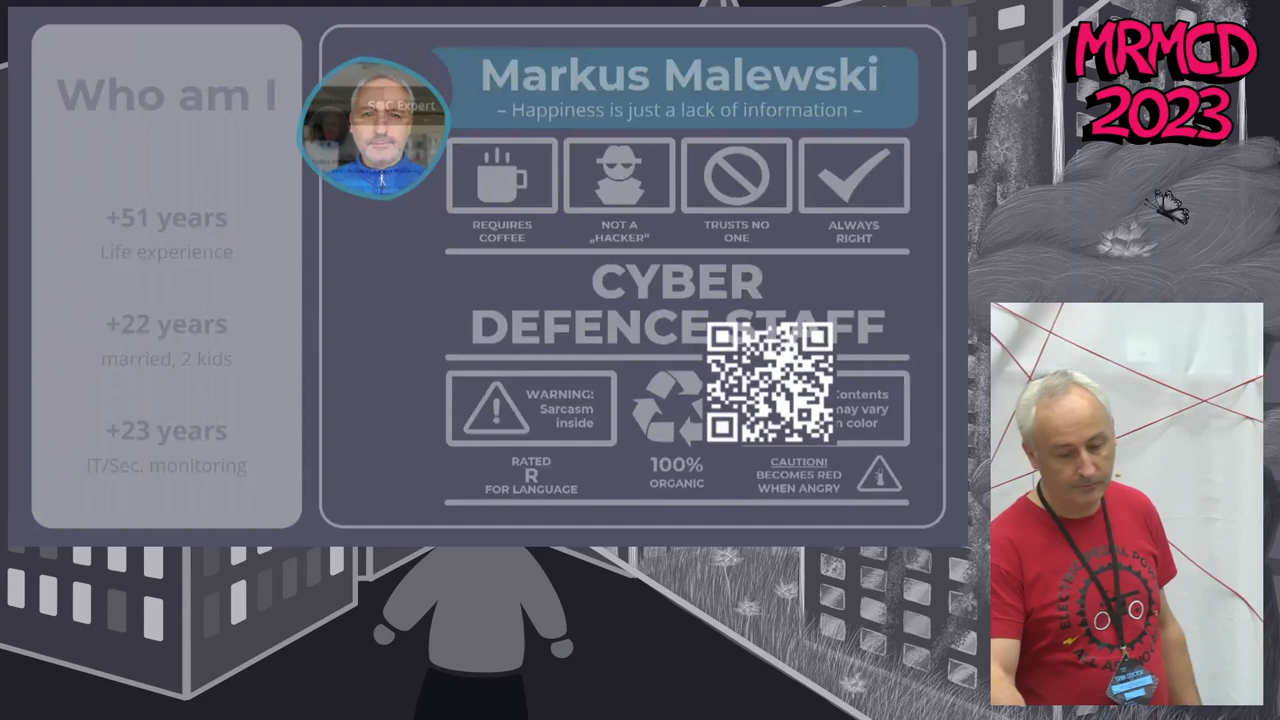 Who am I
+51 years
Life experience
+22 years
married, 2 kids
+23 years
IT/Sec. monitoring
SOC Expert
Markus Malewski
– Happiness is just a lack of information –
REQUIRES
COFFEE
NOT A
„HACKER“
TRUSTS NO
ONE
ALWAYS
RIGHT
CYBER
DEFENCE STAFF
WARNING:
Sarcasm
inside
Contents
may vary
in color
RATED
R
FOR LANGUAGE
100%
ORGANIC
CAUTION!
BECOMES RED
WHEN ANGRY
MRMCD
2023